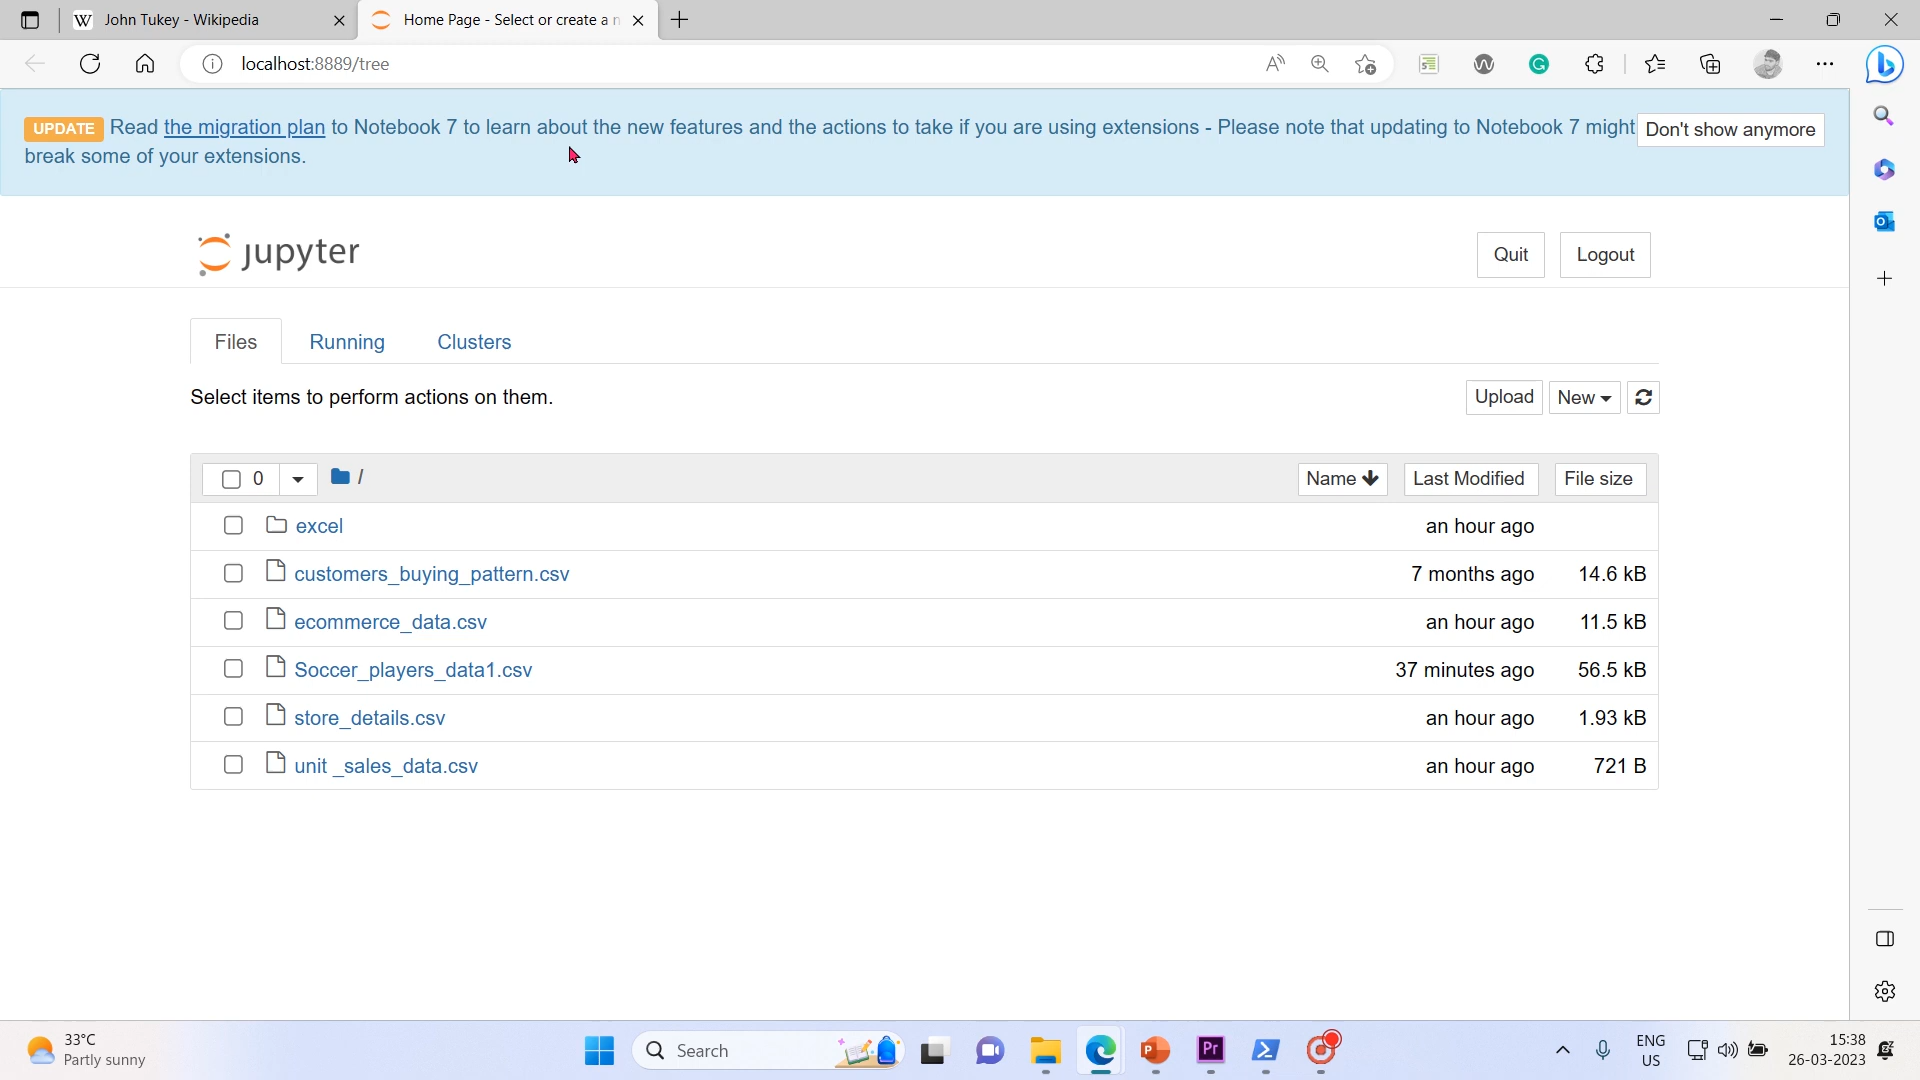 John Tukey - Wikipedia
Home Page - Select or create a n
localhost:8889/tree
UPDATE Read the migration plan to Notebook 7 to learn about the new features and the actions to take if you are using extensions - Please note that updating to Notebook 7 might
break some of your extensions.
Don't show anymore
jupyter
Quit
Logout
Files
Running
Clusters
Select items to perform actions on them.
Upload
New
0
/
Name
Last Modified
File size
excel an hour ago
customers_buying_pattern.csv 7 months ago 14.6 kB
ecommerce_data.csv an hour ago 11.5 kB
Soccer_players_data1.csv 37 minutes ago 56.5 kB
store_details.csv an hour ago 1.93 kB
unit _sales_data.csv an hour ago 721 B
33°C
Partly sunny
Search
Pr
ENG
US
15:38
26-03-2023